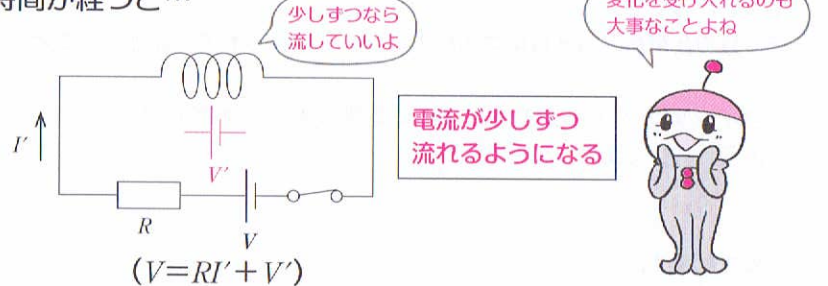 時間が経つと…
少しずつなら
流していいよ
変化を受け入れるのも
大事なことよね
I'
V'
電流が少しずつ
流れるようになる
R
V
(V=RI'+V')